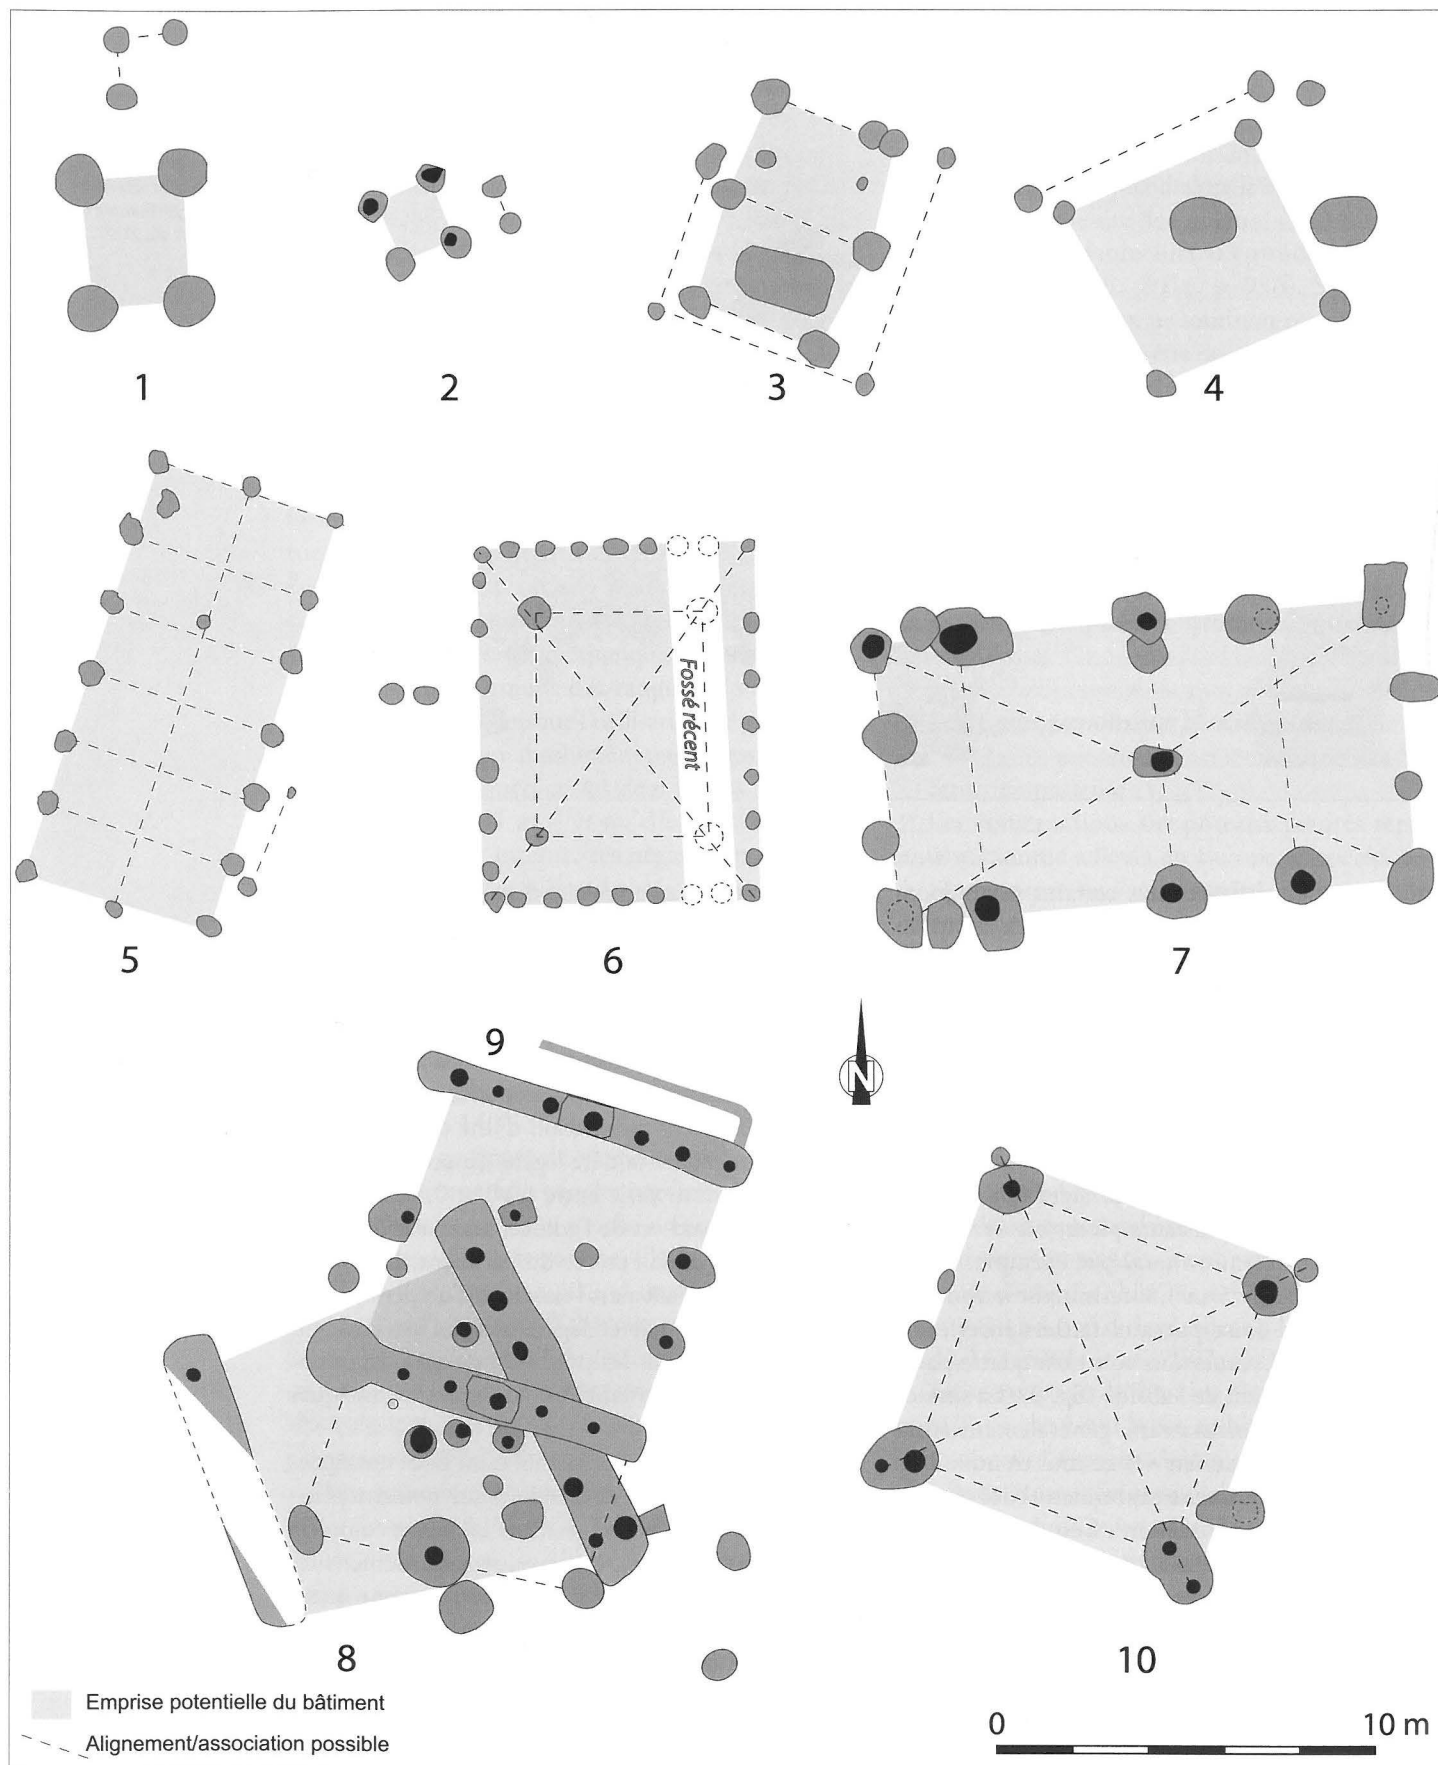 1
2
3
4
5
6
Fossé récent
7
9
N
8
10
Emprise potentielle du bâtiment
Alignement/association possible
0
10 m